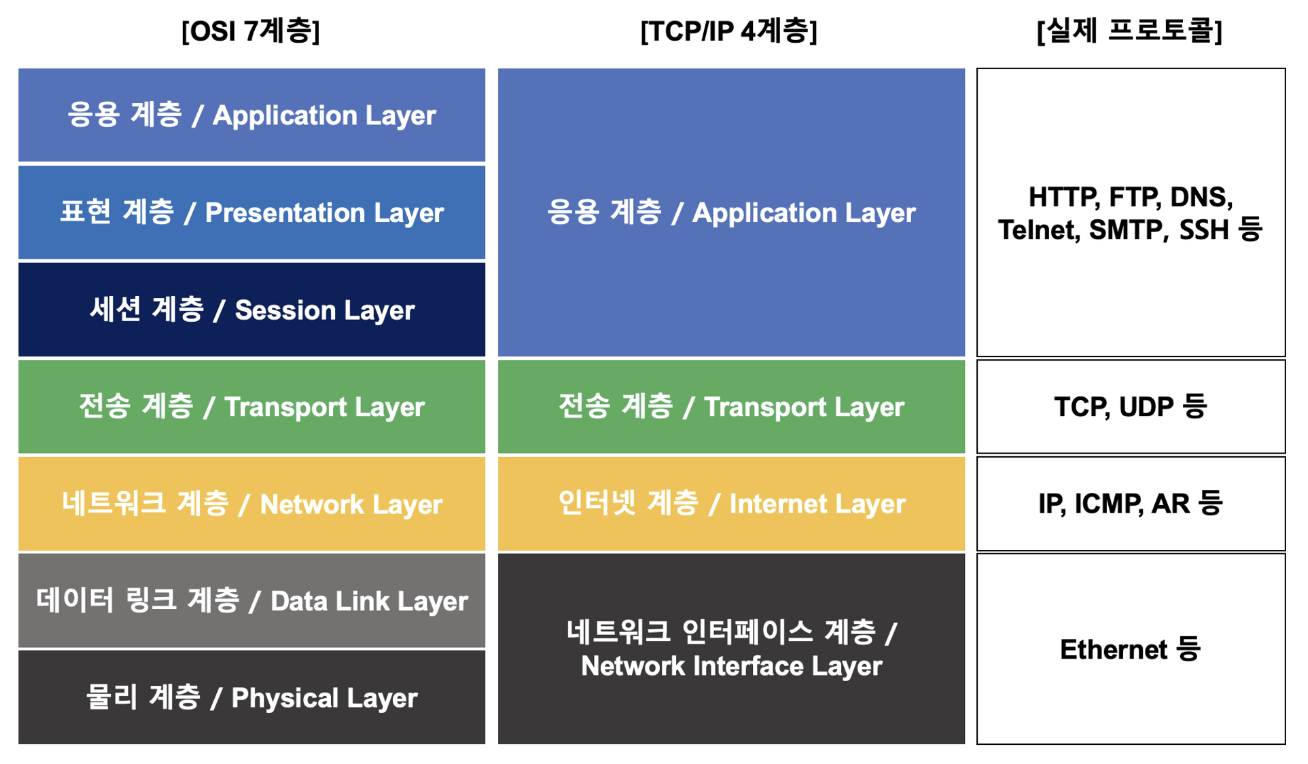 [OSI 7계층]
[TCP/IP 4계층]
[실제 프로토콜]
응용 계층 / Application Layer
표현 계층 / Presentation Layer
세션 계층 / Session Layer
전송 계층 / Transport Layer
네트워크 계층 / Network Layer
데이터 링크 계층 / Data Link Layer
물리 계층 / Physical Layer
응용 계층 / Application Layer
전송 계층 / Transport Layer
인터넷 계층 / Internet Layer
네트워크 인터페이스 계층 /
Network Interface Layer
HTTP, FTP, DNS,
Telnet, SMTP, SSH 등
TCP, UDP 등
IP, ICMP, AR 등
Ethernet 등